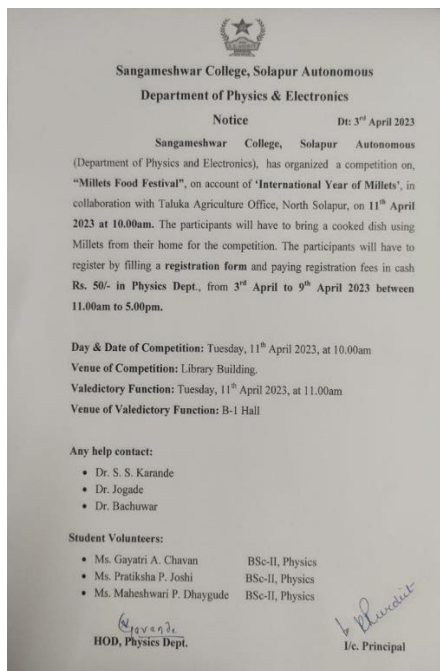 Sangameshwar College, Solapur Autonomous
Department of Physics & Electronics
Notice Dt: 3rd April 2023
Sangameshwar College, Solapur Autonomous
(Department of Physics and Electronics), has organized a competition on,
“Millets Food Festival”, on account of ‘International Year of Millets’, in
collaboration with Taluka Agriculture Office, North Solapur, on 11th April
2023 at 10.00am. The participants will have to bring a cooked dish using
Millets from their home for the competition. The participants will have to
register by filling a registration form and paying registration fees in cash
Rs. 50/- in Physics Dept., from 3rd April to 9th April 2023 between
11.00am to 5.00pm.
Day & Date of Competition: Tuesday, 11th April 2023, at 10.00am
Venue of Competition: Library Building.
Valedictory Function: Tuesday, 11th April 2023, at 11.00am
Venue of Valedictory Function: B-1 Hall
Any help contact:
• Dr. S. S. Karande
• Dr. Jogade
• Dr. Bachuwar
Student Volunteers:
• Ms. Gayatri A. Chavan BSc-II, Physics
• Ms. Pratiksha P. Joshi BSc-II, Physics
• Ms. Maheshwari P. Dhaygude BSc-II, Physics
HOD, Physics Dept. I/c. Principal